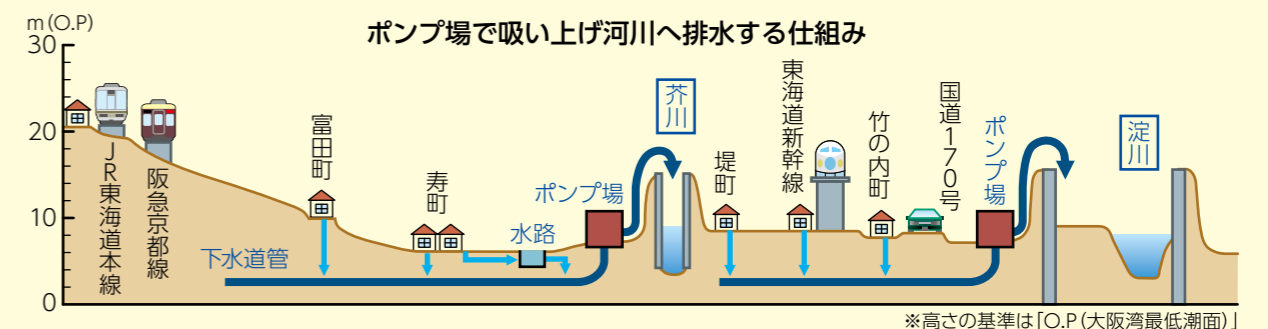 m(O.P)
ポンプ場で吸い上げ河川へ排水する仕組み
30
20
10
0
JR東海道本線
阪急京都線
下水道管
富田町
寿町
水路
ポンプ場
芥川
堤町
東海道新幹線
竹の内町
国道170号
ポンプ場
淀川
※高さの基準は「O.P(大阪湾最低潮面)」